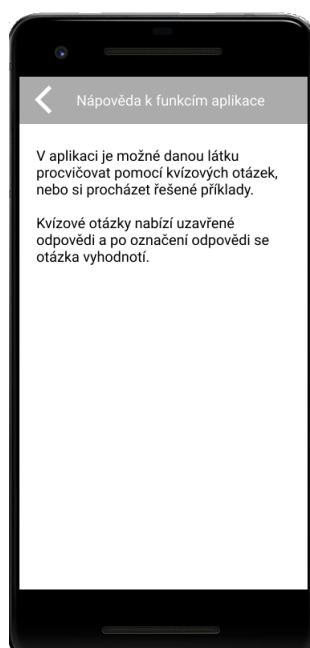 Nápověda k funkcím aplikace
V aplikaci je možné danou látku
procvičovat pomocí kvízových otázek,
nebo si procházet řešené příklady.
Kvízové otázky nabízí uzavřené
odpovědi a po označení odpovědi se
otázka vyhodnotí.